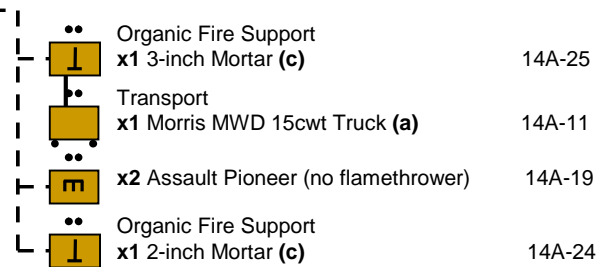 Organic Fire Support
x1 3-inch Mortar (c) 14A-25
Transport
x1 Morris MWD 15cwt Truck (a) 14A-11
x2 Assault Pioneer (no flamethrower) 14A-19
Organic Fire Support
x1 2-inch Mortar (c) 14A-24